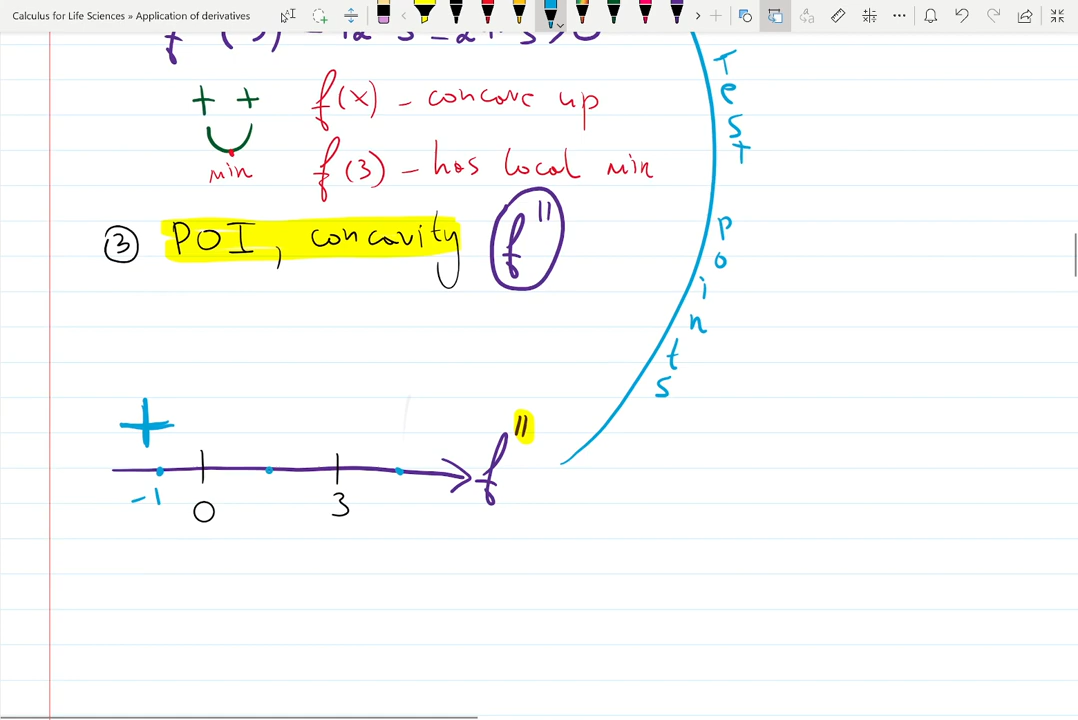 Calculus for Life Sciences » Application of derivatives
+ + f(x) – concave up
min f(3) – has local min
③ POI, concavity f''
Test points
+
f''
-1 0 3